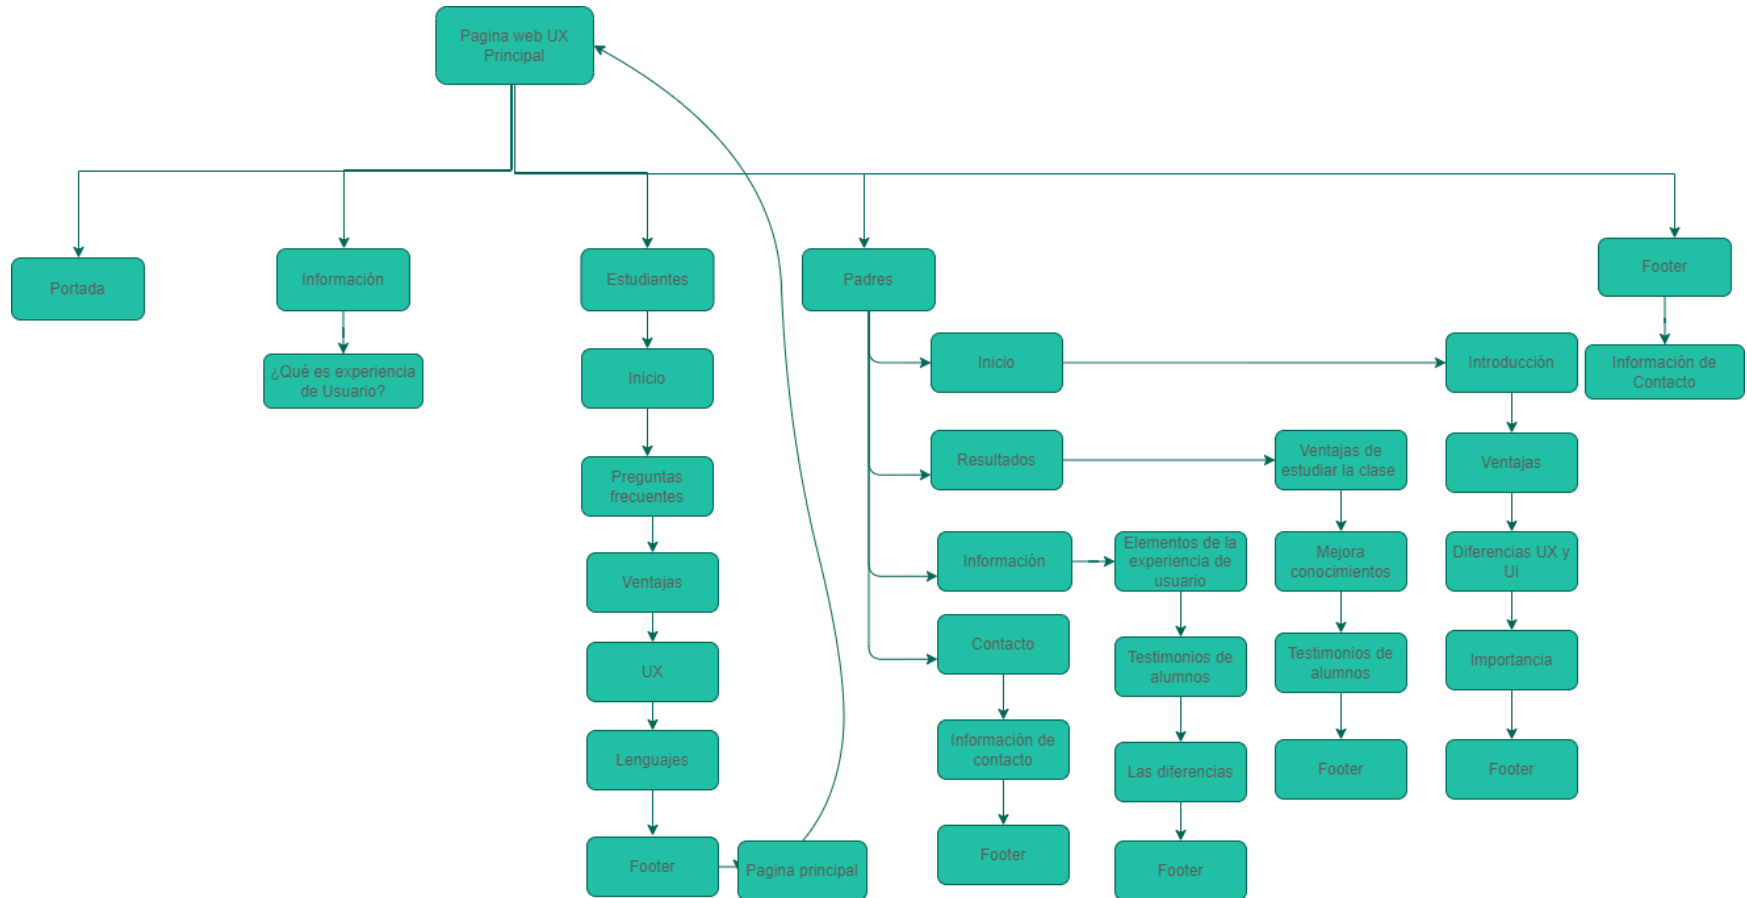 Pagina web UX
Principal
Portada
Información
Estudiantes
Padres
Footer
¿Qué es experiencia
de Usuario?
Inicio
Inicio
Introducción
Información de
Contacto
Preguntas
frecuentes
Resultados
Ventajas de
estudiar la clase
Ventajas
Ventajas
Información
Elementos de la
experiencia de
usuario
Mejora
conocimientos
Diferencias UX y
Ui
UX
Contacto
Testimonios de
alumnos
Testimonios de
alumnos
Importancia
Lenguajes
Información de
contacto
Las diferencias
Footer
Footer
Footer
Pagina principal
Footer
Footer